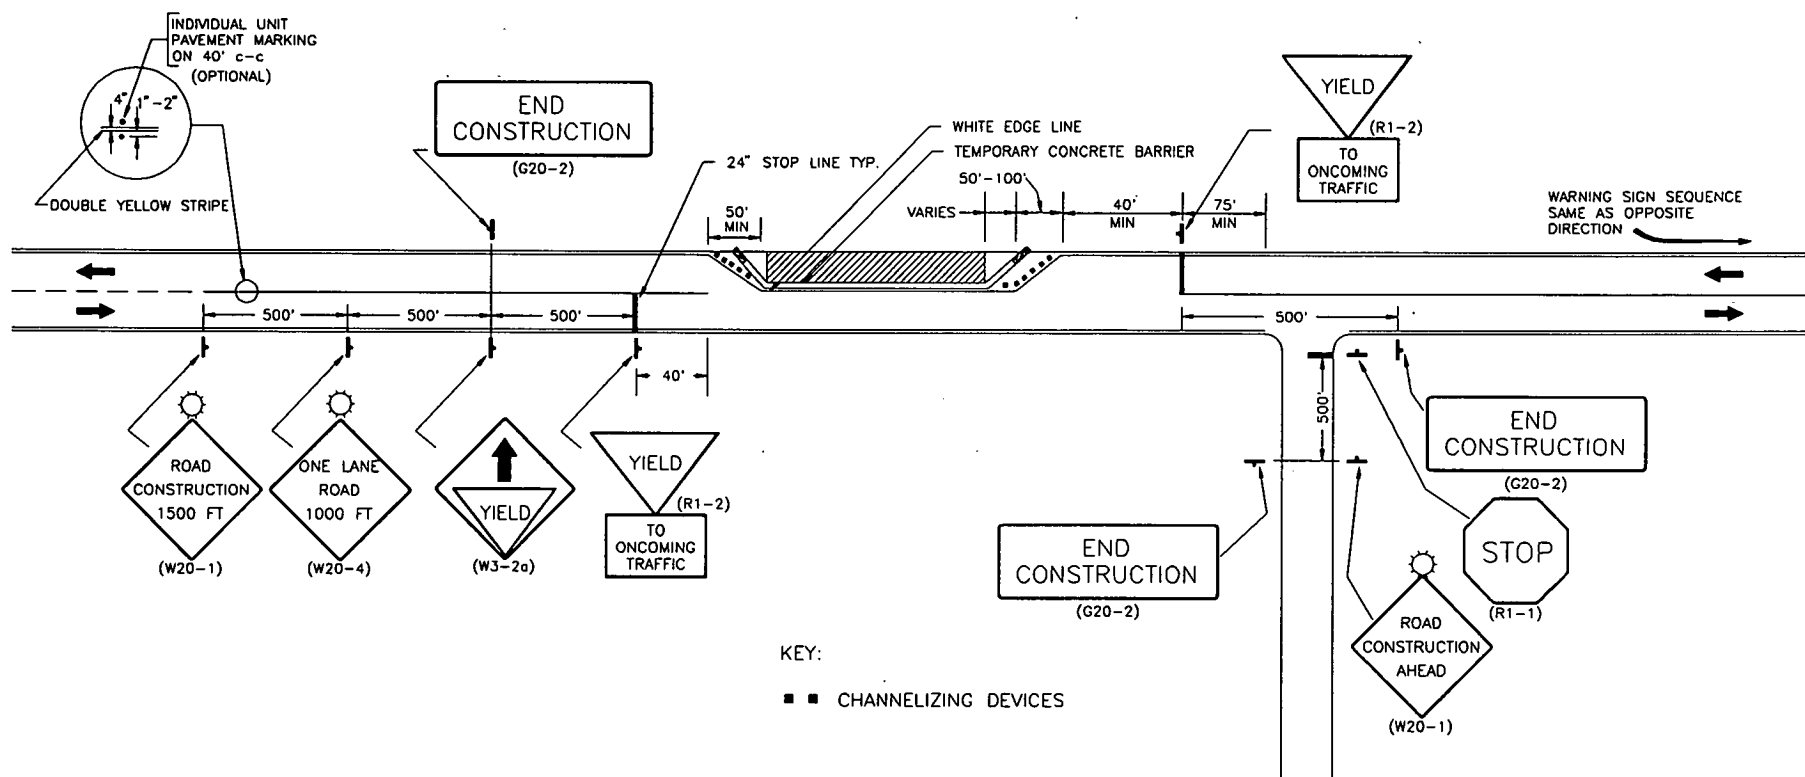 INDIVIDUAL UNIT
PAVEMENT MARKING
ON 40' c-c
(OPTIONAL)
4"
1"-2"
DOUBLE YELLOW STRIPE
END
CONSTRUCTION
(G20-2)
24" STOP LINE TYP.
WHITE EDGE LINE
TEMPORARY CONCRETE BARRIER
50'-100'
VARIES
50'
MIN
40'
MIN
75'
MIN
YIELD
(R1-2)
TO
ONCOMING
TRAFFIC
WARNING SIGN SEQUENCE
SAME AS OPPOSITE
DIRECTION
500'
500'
500'
40'
500'
500'
ROAD
CONSTRUCTION
1500 FT
(W20-1)
ONE LANE
ROAD
1000 FT
(W20-4)
YIELD
(W3-2a)
YIELD
(R1-2)
TO
ONCOMING
TRAFFIC
END
CONSTRUCTION
(G20-2)
END
CONSTRUCTION
(G20-2)
STOP
(R1-1)
ROAD
CONSTRUCTION
AHEAD
(W20-1)
KEY:
CHANNELIZING DEVICES